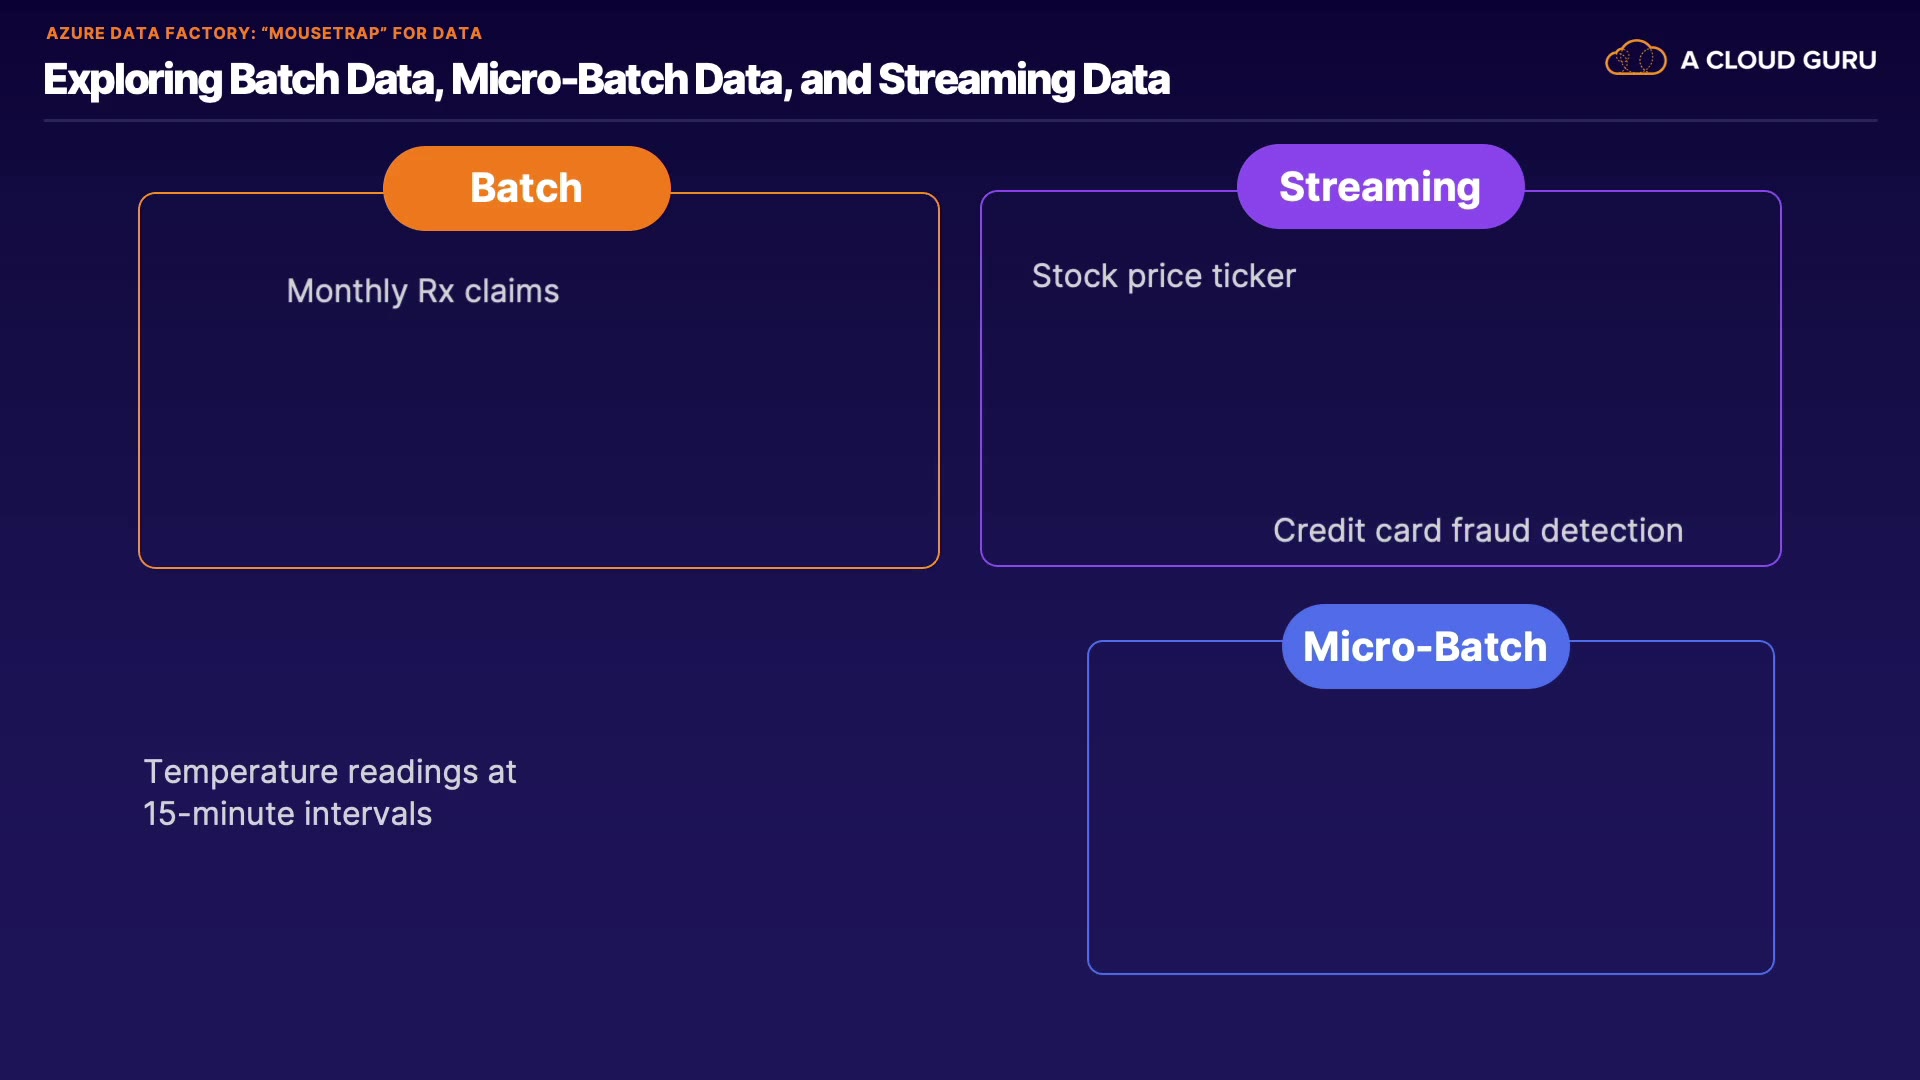 AZURE DATA FACTORY: “MOUSETRAP” FOR DATA
Exploring Batch Data, Micro-Batch Data, and Streaming Data
A CLOUD GURU
Batch
Monthly Rx claims
Streaming
Stock price ticker
Credit card fraud detection
Micro-Batch
Temperature readings at
15-minute intervals